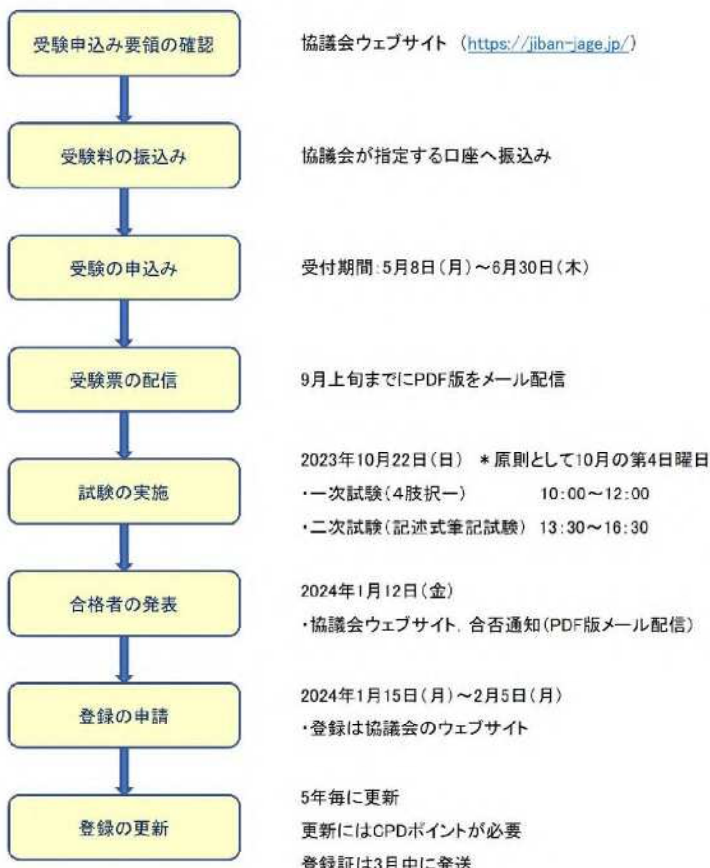 受験申込み要領の確認
協議会ウェブサイト (https://jiban-jage.jp/)
受験料の振込み
協議会が指定する口座へ振込み
受験の申込み
受付期間:5月8日(月)～6月30日(木)
受験票の配信
9月上旬までにPDF版をメール配信
試験の実施
2023年10月22日(日) *原則として10月の第4日曜日
・一次試験(4肢択一) 10:00～12:00
・二次試験(記述式筆記試験) 13:30～16:30
合格者の発表
2024年1月12日(金)
・協議会ウェブサイト, 合否通知(PDF版メール配信)
登録の申請
2024年1月15日(月)～2月5日(月)
・登録は協議会のウェブサイト
登録の更新
5年毎に更新
更新にはCPDポイントが必要
登録証は3月中に発送